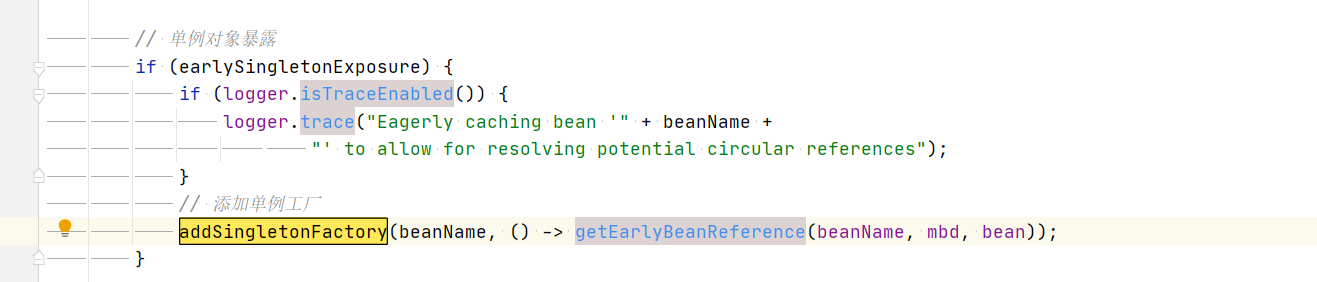 // 单例对象暴露
if (earlySingletonExposure) {
if (logger.isTraceEnabled()) {
logger.trace("Eagerly caching bean '" + beanName +
"' to allow for resolving potential circular references");
}
// 添加单例工厂
addSingletonFactory(beanName, () -> getEarlyBeanReference(beanName, mbd, bean));
}